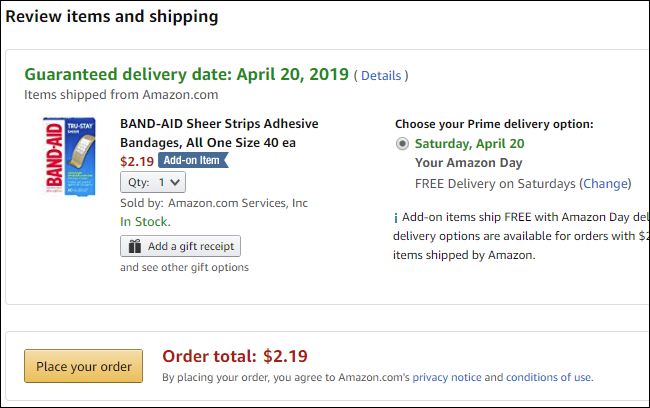 Review items and shipping
Guaranteed delivery date: April 20, 2019 ( Details )
Items shipped from Amazon.com
BAND-AID
TRU-STAY
SHEER
BAND-AID Sheer Strips Adhesive
Bandages, All One Size 40 ea
$2.19 Add-on Item
Qty: 1
Sold by: Amazon.com Services, Inc
In Stock.
Add a gift receipt
and see other gift options
Choose your Prime delivery option:
Saturday, April 20
Your Amazon Day
FREE Delivery on Saturdays (Change)
i Add-on items ship FREE with Amazon Day del
delivery options are available for orders with $2
items shipped by Amazon.
Place your order
Order total: $2.19
By placing your order, you agree to Amazon.com's privacy notice and conditions of use.